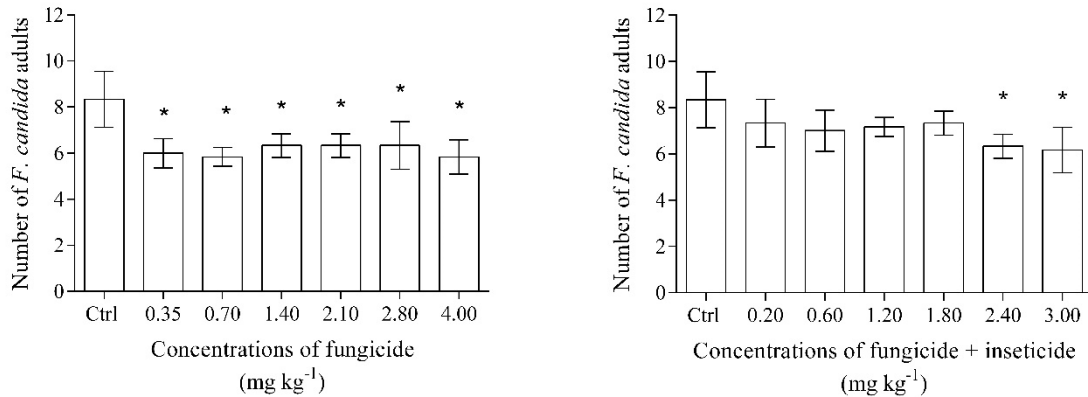 Number of F. candida adults
12
10
8
6
4
2
0
* * * * * *
Ctrl 0.35 0.70 1.40 2.10 2.80 4.00
Concentrations of fungicide
(mg kg-1)
Number of F. candida adults
12
10
8
6
4
2
0
* *
Ctrl 0.20 0.60 1.20 1.80 2.40 3.00
Concentrations of fungicide + inseticide
(mg kg-1)